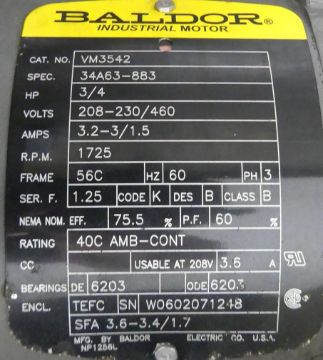 BALDOR
INDUSTRIAL MOTOR
CAT. NO. VM3542
SPEC. 34A63-883
HP 3/4
VOLTS 208-230/460
AMPS 3.2-3/1.5
R.P.M. 1725
FRAME 56C HZ 60 PH 3
SER. F. 1.25 CODE K DES B CLASS B
NEMA NOM. EFF. 75.5 % P.F. 60 %
RATING 40C AMB-CONT
CC USABLE AT 208V 3.6 A
BEARINGS DE 6203 ODE 6203
ENCL. TEFC SN W0602071248
SFA 3.6-3.4/1.7
MFG. BY BALDOR ELECTRIC CO. U.S.A.
NP1256L